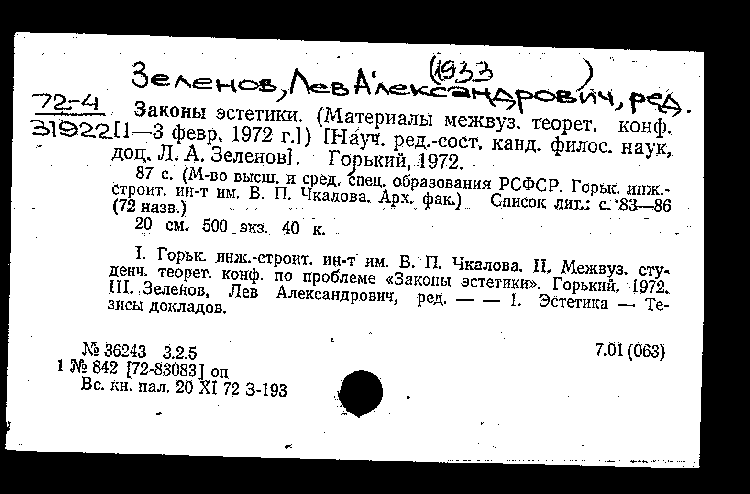 (1933 )
Зеленов, Лев Александрович, ред.
72-4
31922
Законы эстетики. (Материалы межвуз. теорет. конф.
[1—3 февр. 1972 г.]) [Науч. ред.-сост. канд. филос. наук,
доц. Л. А. Зеленов]. Горький, 1972.
87 с. (М-во высш. и сред. спец. образования РСФСР. Горьк. инж.-
строит. ин-т им. В. П. Чкалова. Арх. фак.) Список лит.: с. 83—86
(72 назв.)
20 см. 500 экз. 40 к.
I. Горьк. инж.-строит. ин-т им. В. П. Чкалова. II. Межвуз. сту-
денч. теорет. конф. по проблеме «Законы эстетики». Горький, 1972.
III. Зеленов, Лев Александрович, ред. — — 1. Эстетика — Те-
зисы докладов.
№ 36243 3.2.5
7.01 (063)
1 № 842 [72-83083] оп
Вс. кн. пал. 20 XI 72 З-193